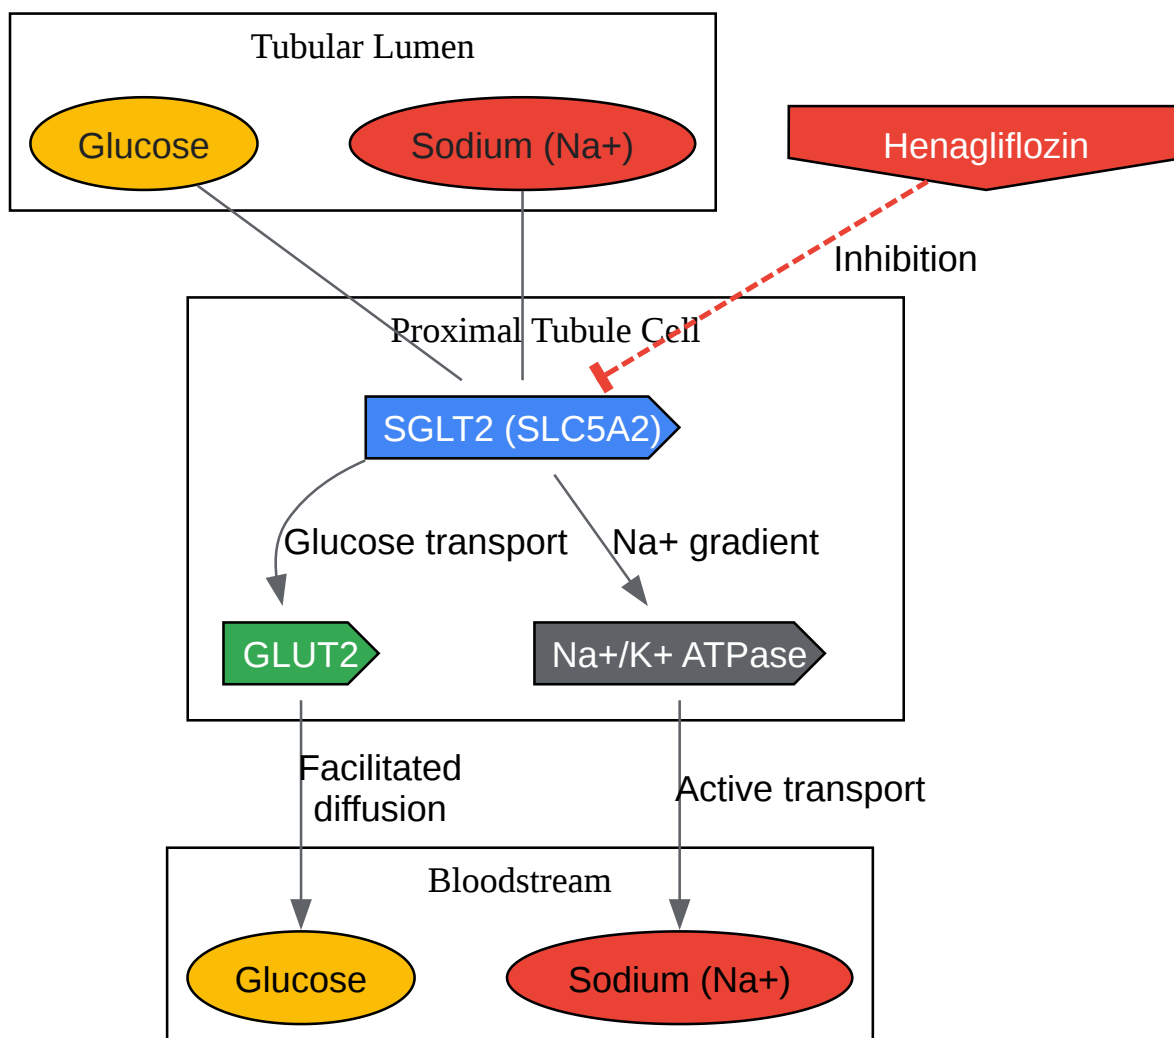 Tubular Lumen
Glucose
Sodium (Na+)
Henagliflozin
Inhibition
Proximal Tubule Cell
SGLT2 (SLC5A2)
Glucose transport
Na+ gradient
GLUT2
Na+/K+ ATPase
Facilitated
diffusion
Active transport
Bloodstream
Glucose
Sodium (Na+)